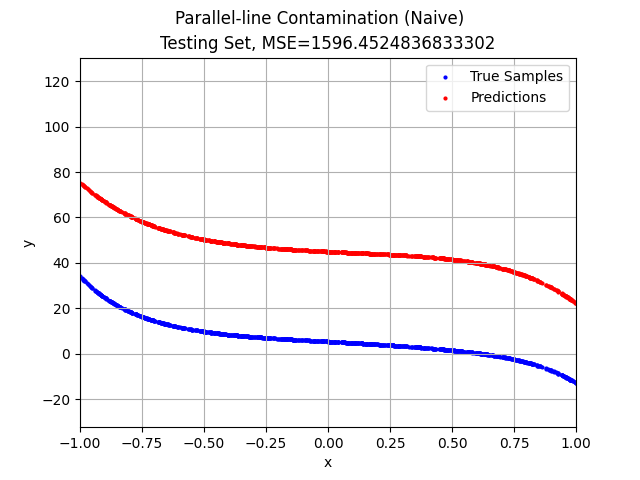 Parallel-line Contamination (Naive)
Testing Set, MSE=1596.4524836833302
True Samples
Predictions
y
120
100
80
60
40
20
0
−20
−1.00 −0.75 −0.50 −0.25 0.00 0.25 0.50 0.75 1.00
x